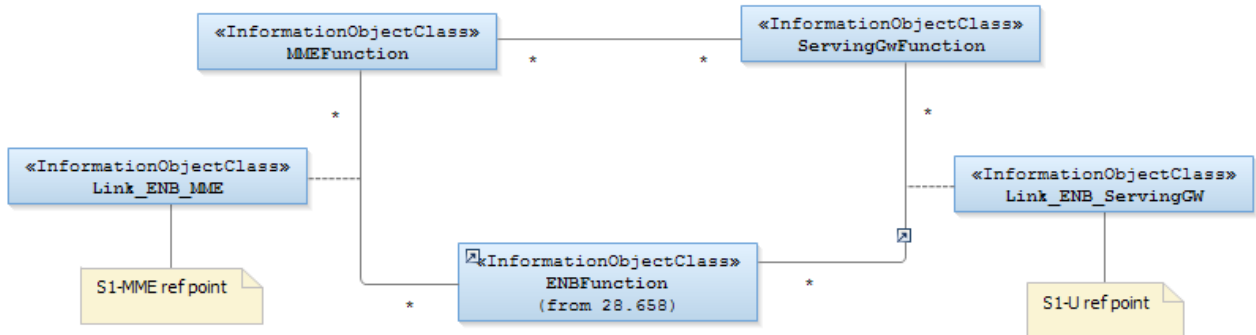 «InformationObjectClass»
MMEFunction
«InformationObjectClass»
ServingGwFunction
*
*
*
*
«InformationObjectClass»
Link_ENB_MME
«InformationObjectClass»
Link_ENB_ServingGW
«InformationObjectClass»
ENBFunction
(from 28.658)
*
*
S1-MME ref point
S1-U ref point